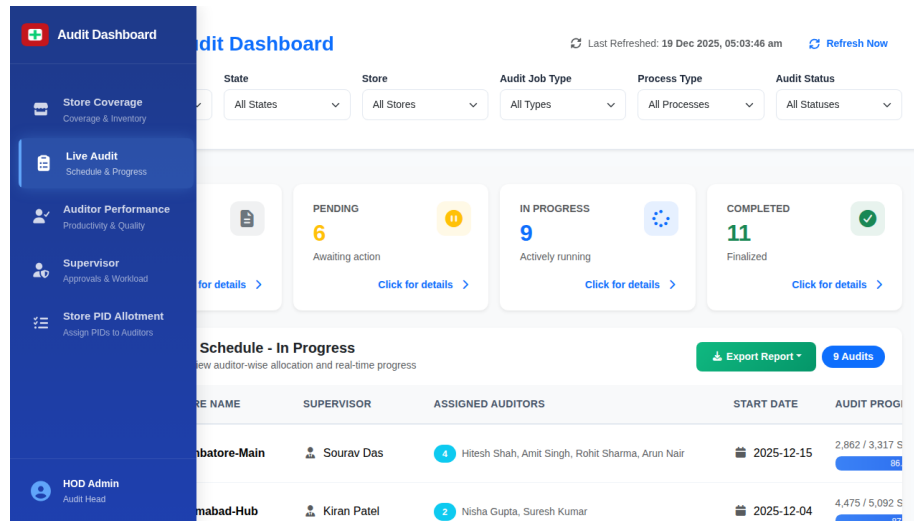 Audit Dashboard
Store Coverage
Coverage & Inventory
Live Audit
Schedule & Progress
Auditor Performance
Productivity & Quality
Supervisor
Approvals & Workload
Store PID Allotment
Assign PIDs to Auditors
HOD Admin
Audit Head
dit Dashboard
Last Refreshed: 19 Dec 2025, 05:03:46 am
Refresh Now
State
Store
Audit Job Type
Process Type
Audit Status
All States
All Stores
All Types
All Processes
All Statuses
for details
PENDING
6
Awaiting action
Click for details
IN PROGRESS
9
Actively running
Click for details
COMPLETED
11
Finalized
Click for details
Schedule - In Progress
iew auditor-wise allocation and real-time progress
Export Report
9 Audits
RE NAME
SUPERVISOR
ASSIGNED AUDITORS
START DATE
AUDIT PROG
batore-Main
Sourav Das
4
Hitesh Shah, Amit Singh, Rohit Sharma, Arun Nair
2025-12-15
2,862 / 3,317 S
86.
mabad-Hub
Kiran Patel
2
Nisha Gupta, Suresh Kumar
2025-12-04
4,475 / 5,092 S